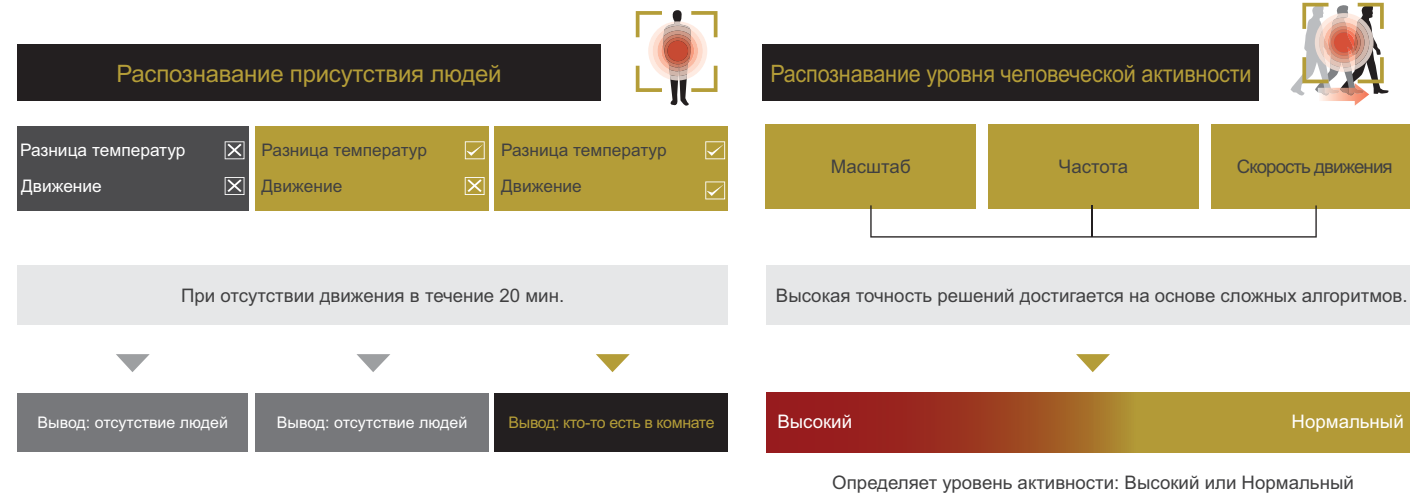 Распознавание присутствия людей
Разница температур
Движение
Разница температур
Движение
Разница температур
Движение
При отсутствии движения в течение 20 мин.
Вывод: отсутствие людей
Вывод: отсутствие людей
Вывод: кто-то есть в комнате
Распознавание уровня человеческой активности
Масштаб
Частота
Скорость движения
Высокая точность решений достигается на основе сложных алгоритмов.
Высокий
Нормальный
Определяет уровень активности: Высокий или Нормальный